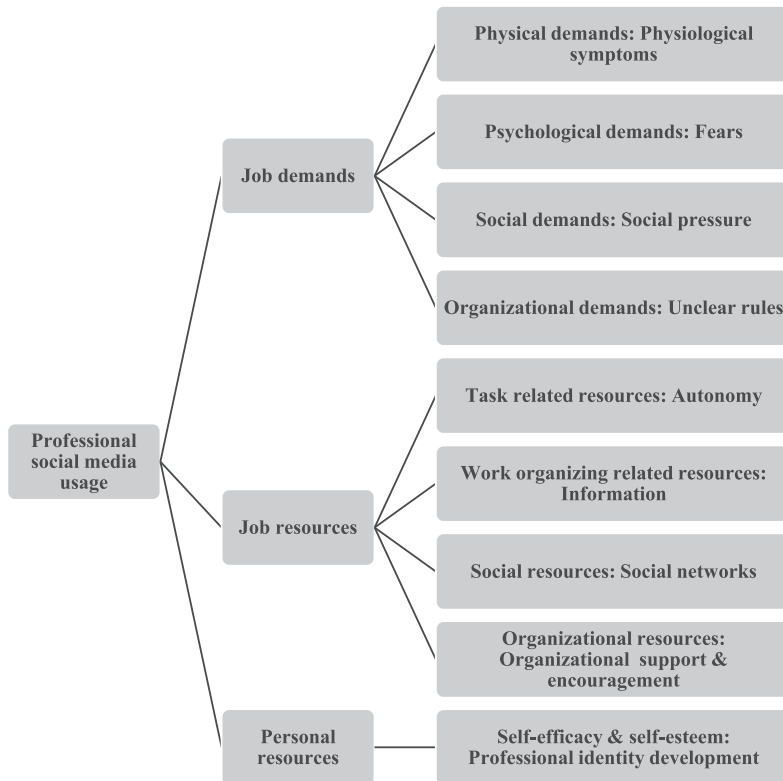 Physical demands: Physiological
symptoms
Psychological demands: Fears
Job demands
Social demands: Social pressure
Organizational demands: Unclear rules
Task related resources: Autonomy
Professional
social media
usage
Work organizing related resources:
Information
Job resources
Social resources: Social networks
Organizational resources:
Organizational support &
encouragement
Personal
resources
Self-efficacy & self-esteem:
Professional identity development